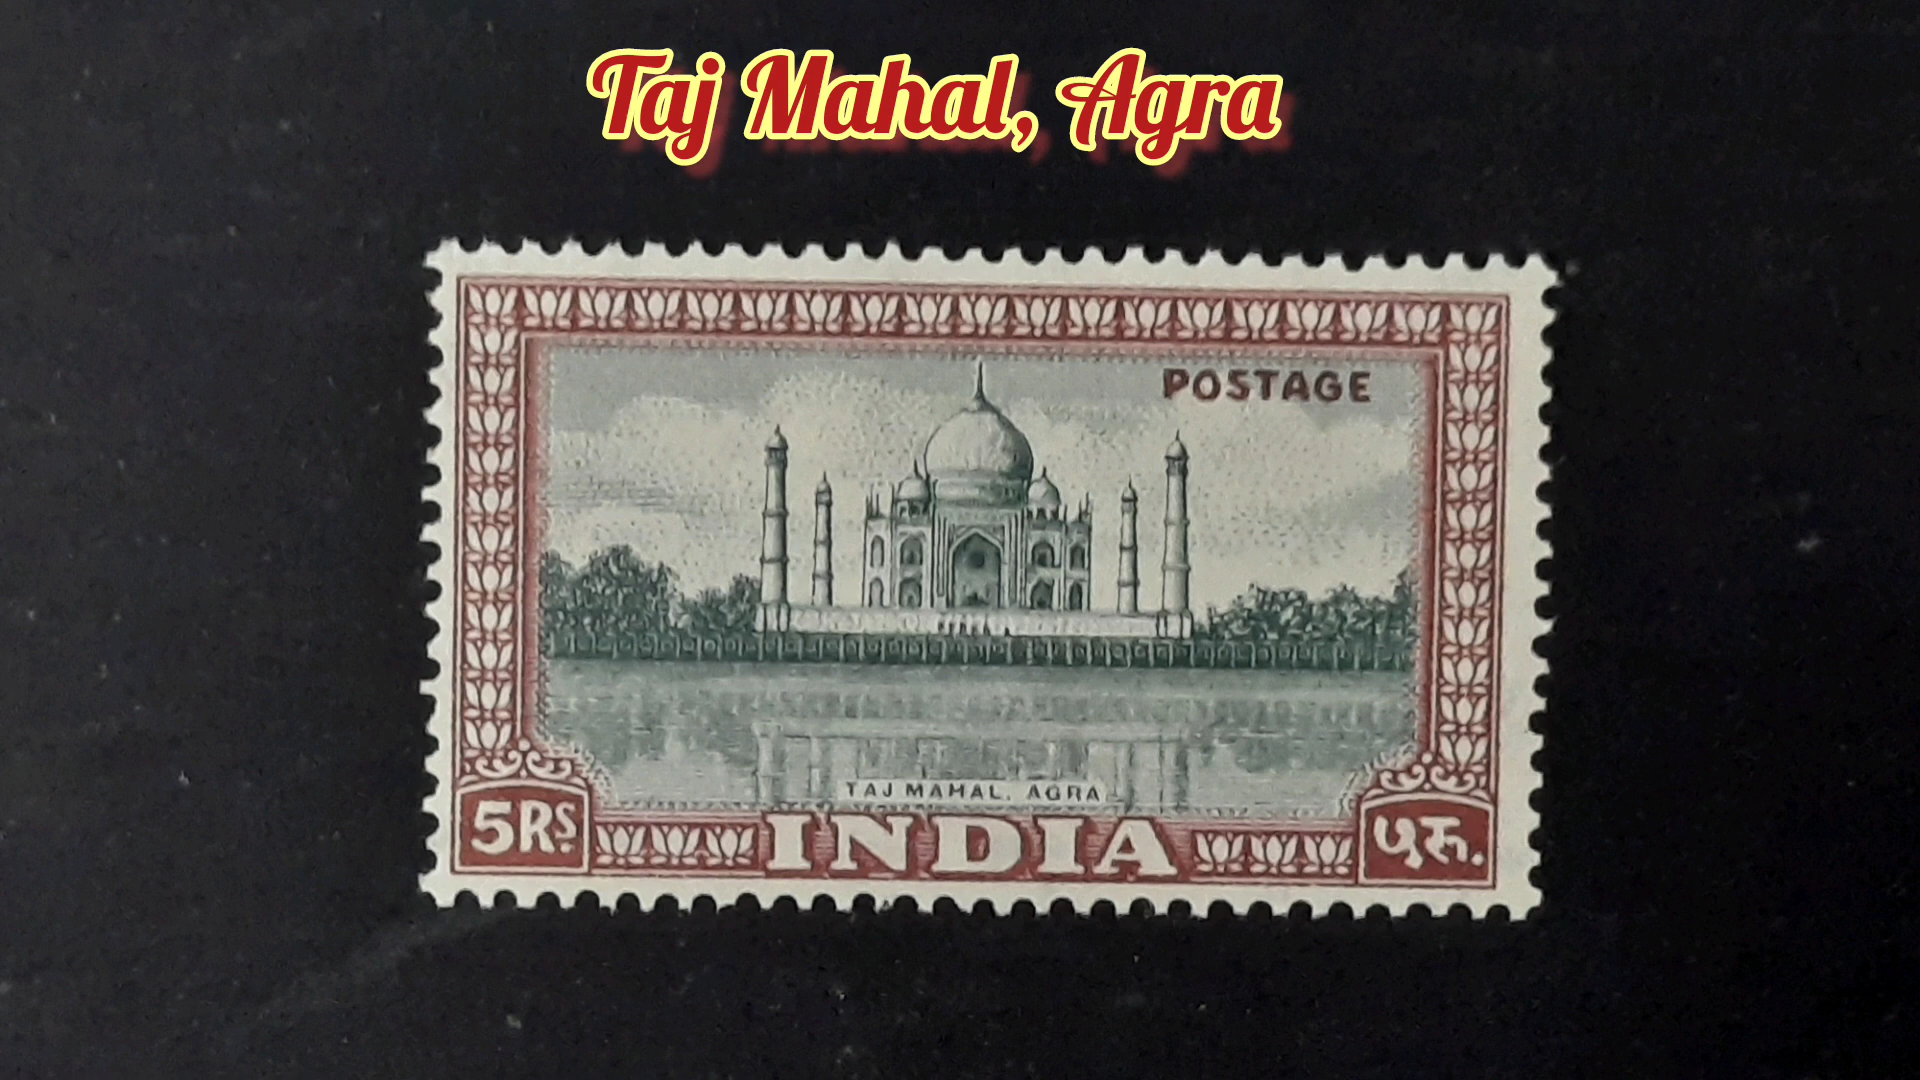 Taj Mahal, Agra
POSTAGE
TAJ MAHAL, AGRA
5RS.
INDIA
५रू.